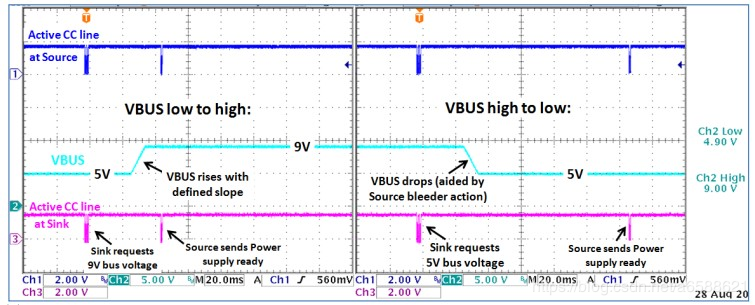 Active CC line
at Source
VBUS low to high:
9V
VBUS
5V
VBUS rises with
defined slope
Active CC line
at Sink
Sink requests
9V bus voltage
Source sends Power
supply ready
Ch1 2.00 V Ch2 5.00 V M 20.0ms A Ch1 560mV
Ch3 2.00 V
VBUS high to low:
VBUS drops (aided by
Source bleeder action)
5V
Sink requests
5V bus voltage
Source sends Power
supply ready
Ch1 2.00 V Ch2 5.00 V M 20.0ms A Ch1 560mV
Ch3 2.00 V
Ch2 Low
4.90 V
Ch2 High
9.00 V
28 Aug 20
T
T
1
2
3